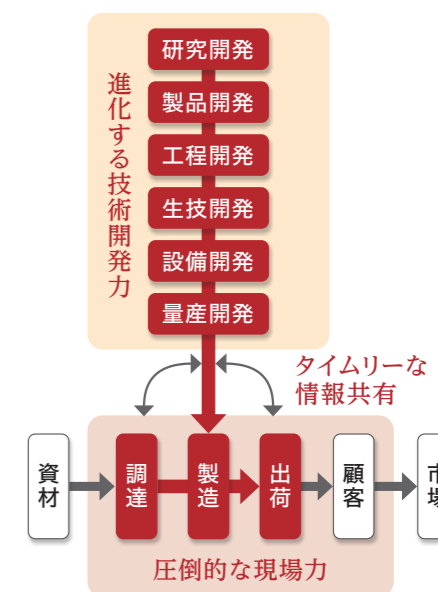 進化する技術開発力
研究開発
製品開発
工程開発
生技開発
設備開発
量産開発
タイムリーな
情報共有
資材
調達
製造
出荷
顧客
市場
圧倒的な現場力